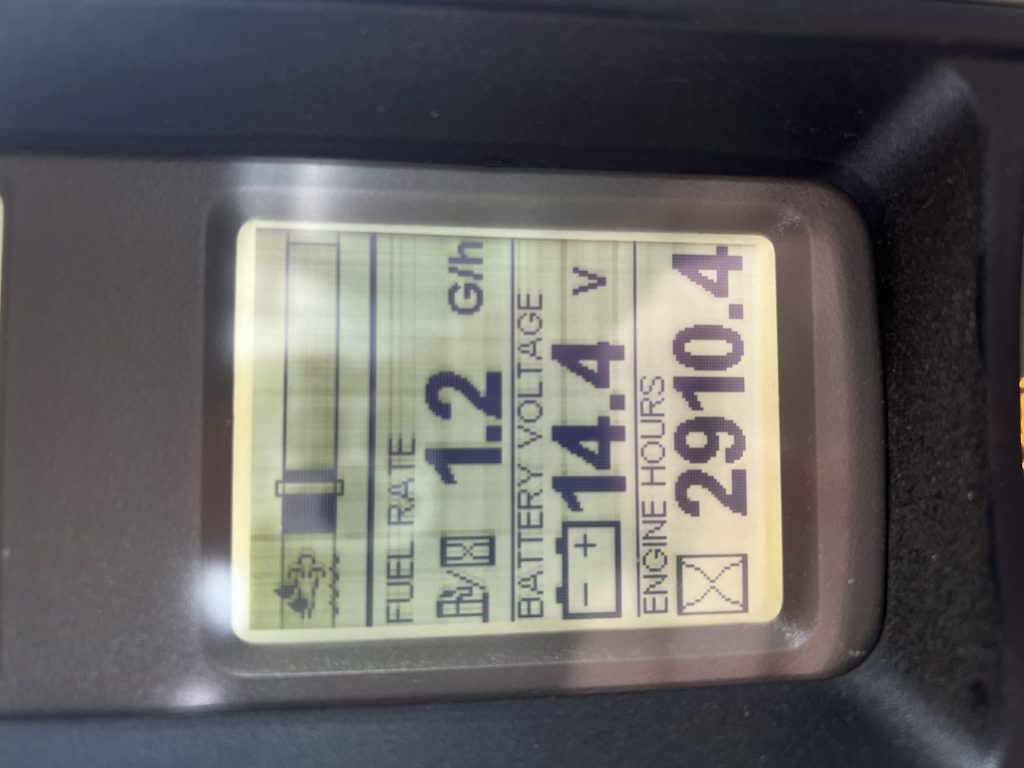 FUEL RATE
1.2 G/h
BATTERY VOLTAGE
- + 14.4 V
ENGINE HOURS
2910.4